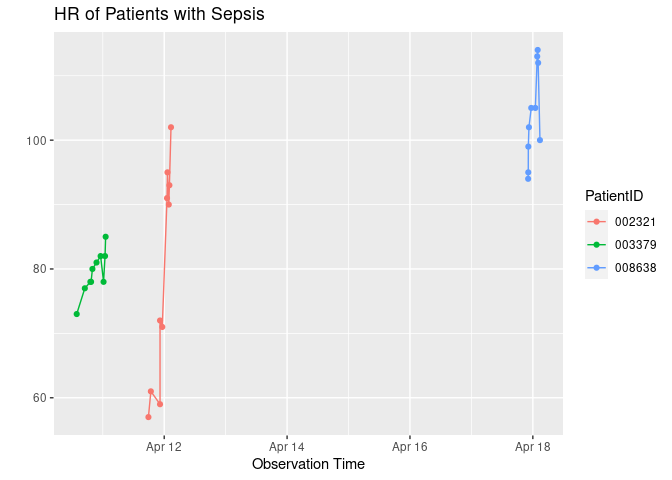 HR of Patients with Sepsis
100
80
60
Apr 12
Apr 14
Apr 16
Apr 18
Observation Time
PatientID
002321
003379
008638